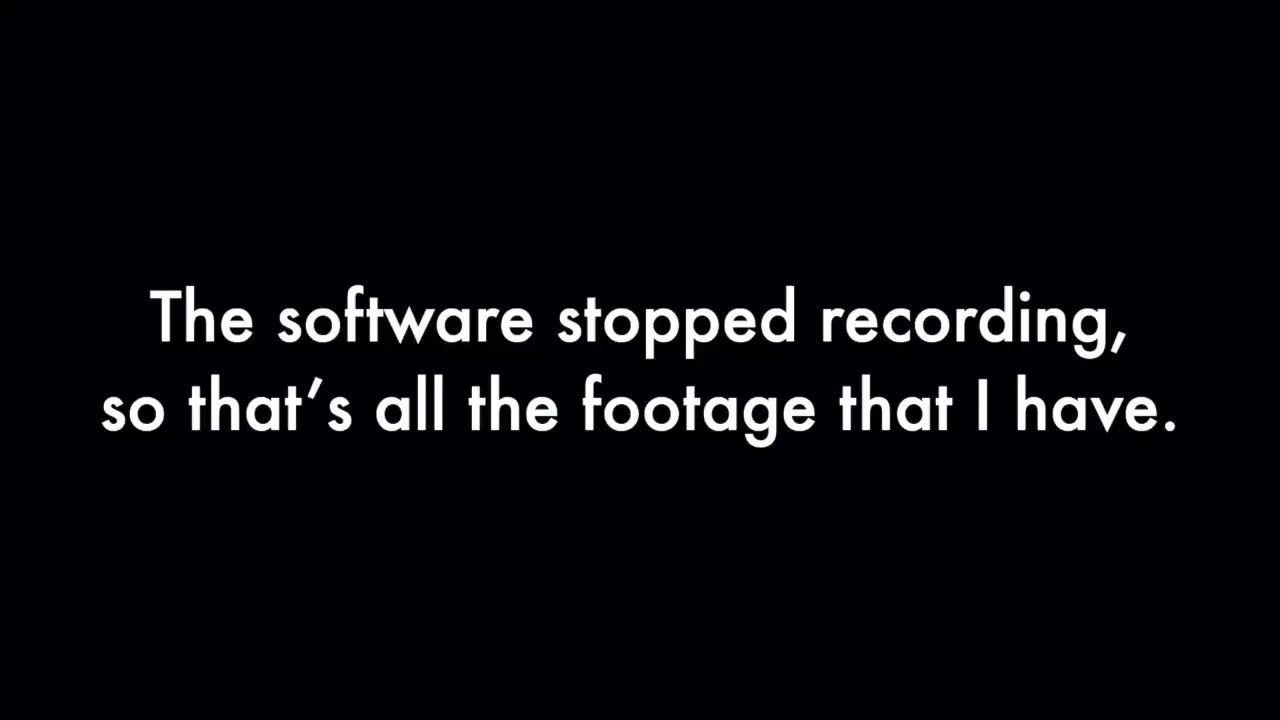 The software stopped recording,
so that’s all the footage that I have.